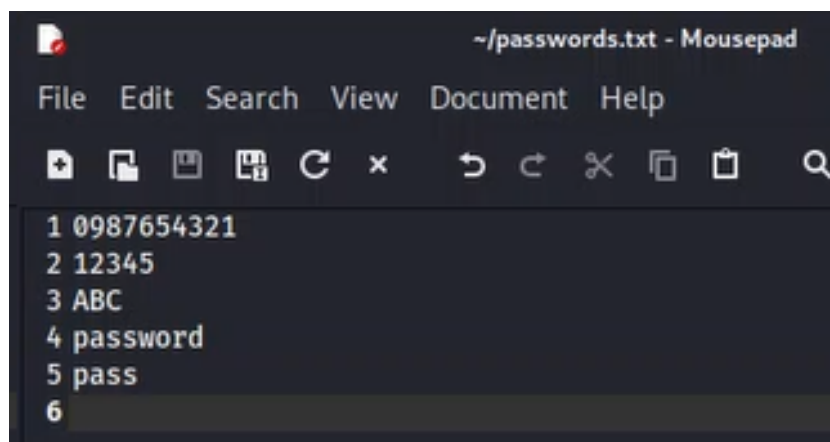 ~/passwords.txt - Mousepad
File Edit Search View Document Help
1 0987654321
2 12345
3 ABC
4 password
5 pass
6